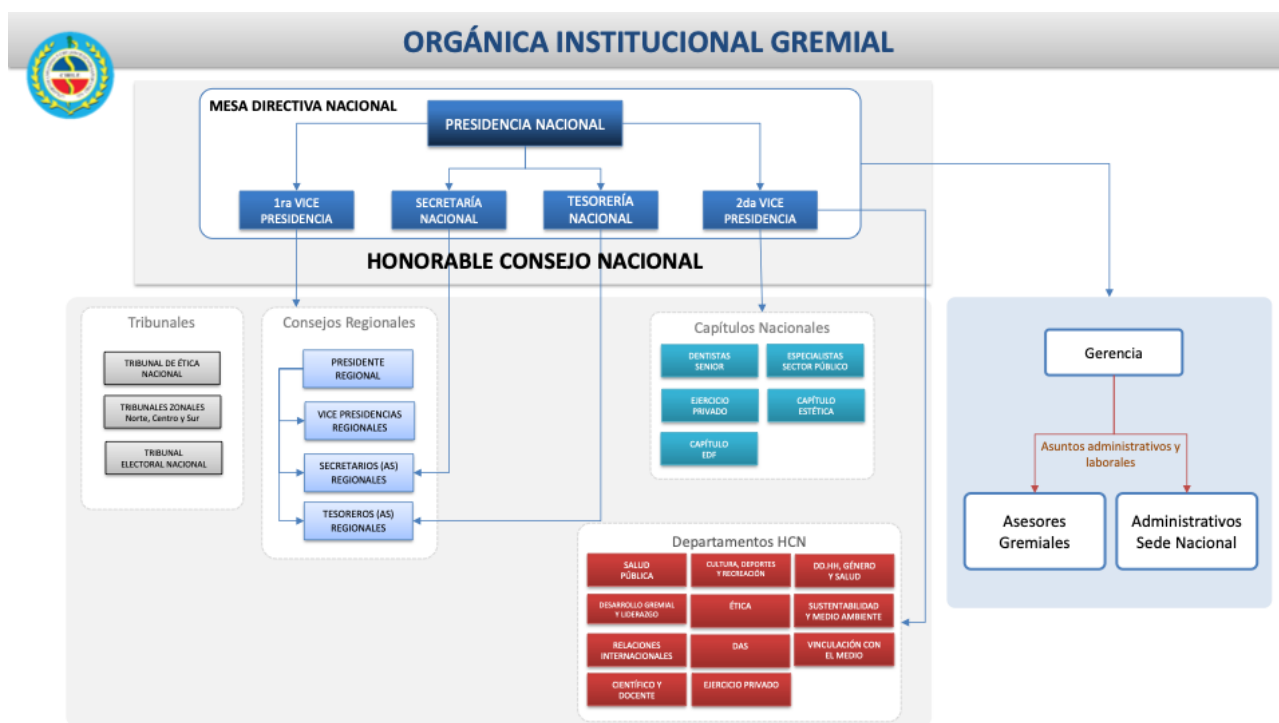 ORGÁNICA INSTITUCIONAL GREMIAL
CHILE
MESA DIRECTIVA NACIONAL
PRESIDENCIA NACIONAL
1ra VICE
PRESIDENCIA
SECRETARÍA
NACIONAL
TESORERÍA
NACIONAL
2da VICE
PRESIDENCIA
HONORABLE CONSEJO NACIONAL
Tribunales
TRIBUNAL DE ÉTICA
NACIONAL
TRIBUNALES ZONALES
Norte, Centro y Sur
TRIBUNAL
ELECTORAL NACIONAL
Consejos Regionales
PRESIDENTE
REGIONAL
VICE PRESIDENCIAS
REGIONALES
SECRETARIOS (AS)
REGIONALES
TESOREROS (AS)
REGIONALES
Capítulos Nacionales
DENTISTAS
SENIOR
ESPECIALISTAS
SECTOR PÚBLICO
EJERCICIO
PRIVADO
CAPÍTULO
ESTÉTICA
CAPÍTULO
EDF
Departamentos HCN
SALUD
PÚBLICA
CULTURA, DEPORTES
Y RECREACIÓN
DD.HH, GÉNERO
Y SALUD
DESARROLLO GREMIAL
Y LIDERAZGO
ÉTICA
SUSTENTABILIDAD
Y MEDIO AMBIENTE
RELACIONES
INTERNACIONALES
DAS
VINCULACIÓN CON
EL MEDIO
CIENTÍFICO Y
DOCENTE
EJERCICIO PRIVADO
Gerencia
Asuntos administrativos y
laborales
Asesores
Gremiales
Administrativos
Sede Nacional